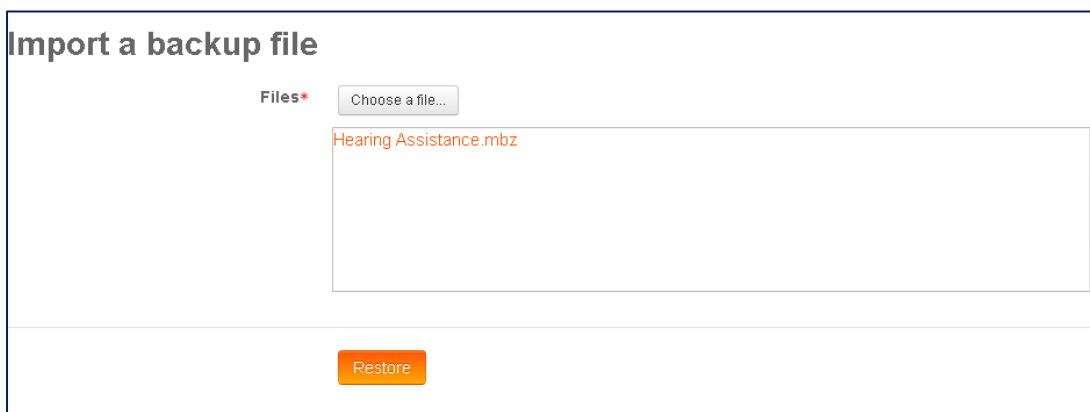 Import a backup file
Files* Choose a file...
Hearing Assistance.mbz
Restore